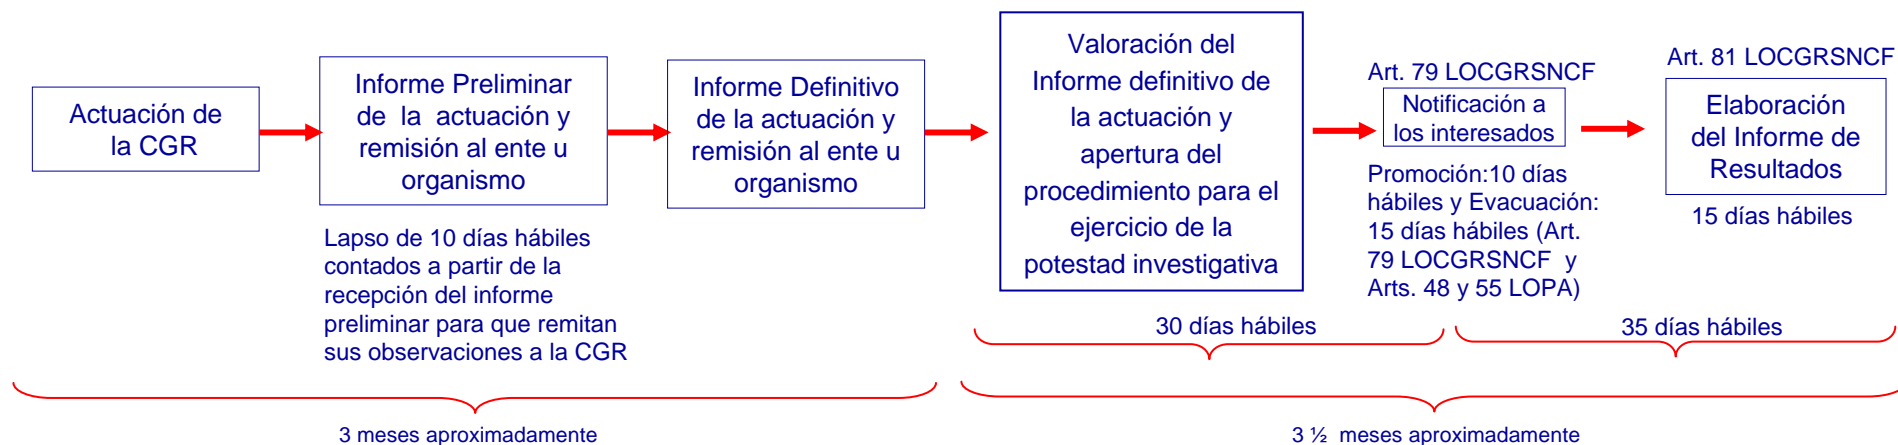 Actuación de
la CGR
Informe Preliminar
de la actuación y
remisión al ente u
organismo
Lapso de 10 días hábiles
contados a partir de la
recepción del informe
preliminar para que remitan
sus observaciones a la CGR
Informe Definitivo
de la actuación y
remisión al ente u
organismo
3 meses aproximadamente
Valoración del
Informe definitivo de
la actuación y
apertura del
procedimiento para el
ejercicio de la
potestad investigativa
30 días hábiles
Art. 79 LOCGRSNCF
Notificación a
los interesados
Promoción:10 días
hábiles y Evacuación:
15 días hábiles (Art.
79 LOCGRSNCF y
Arts. 48 y 55 LOPA)
Art. 81 LOCGRSNCF
Elaboración
del Informe de
Resultados
15 días hábiles
35 días hábiles
3 ½ meses aproximadamente